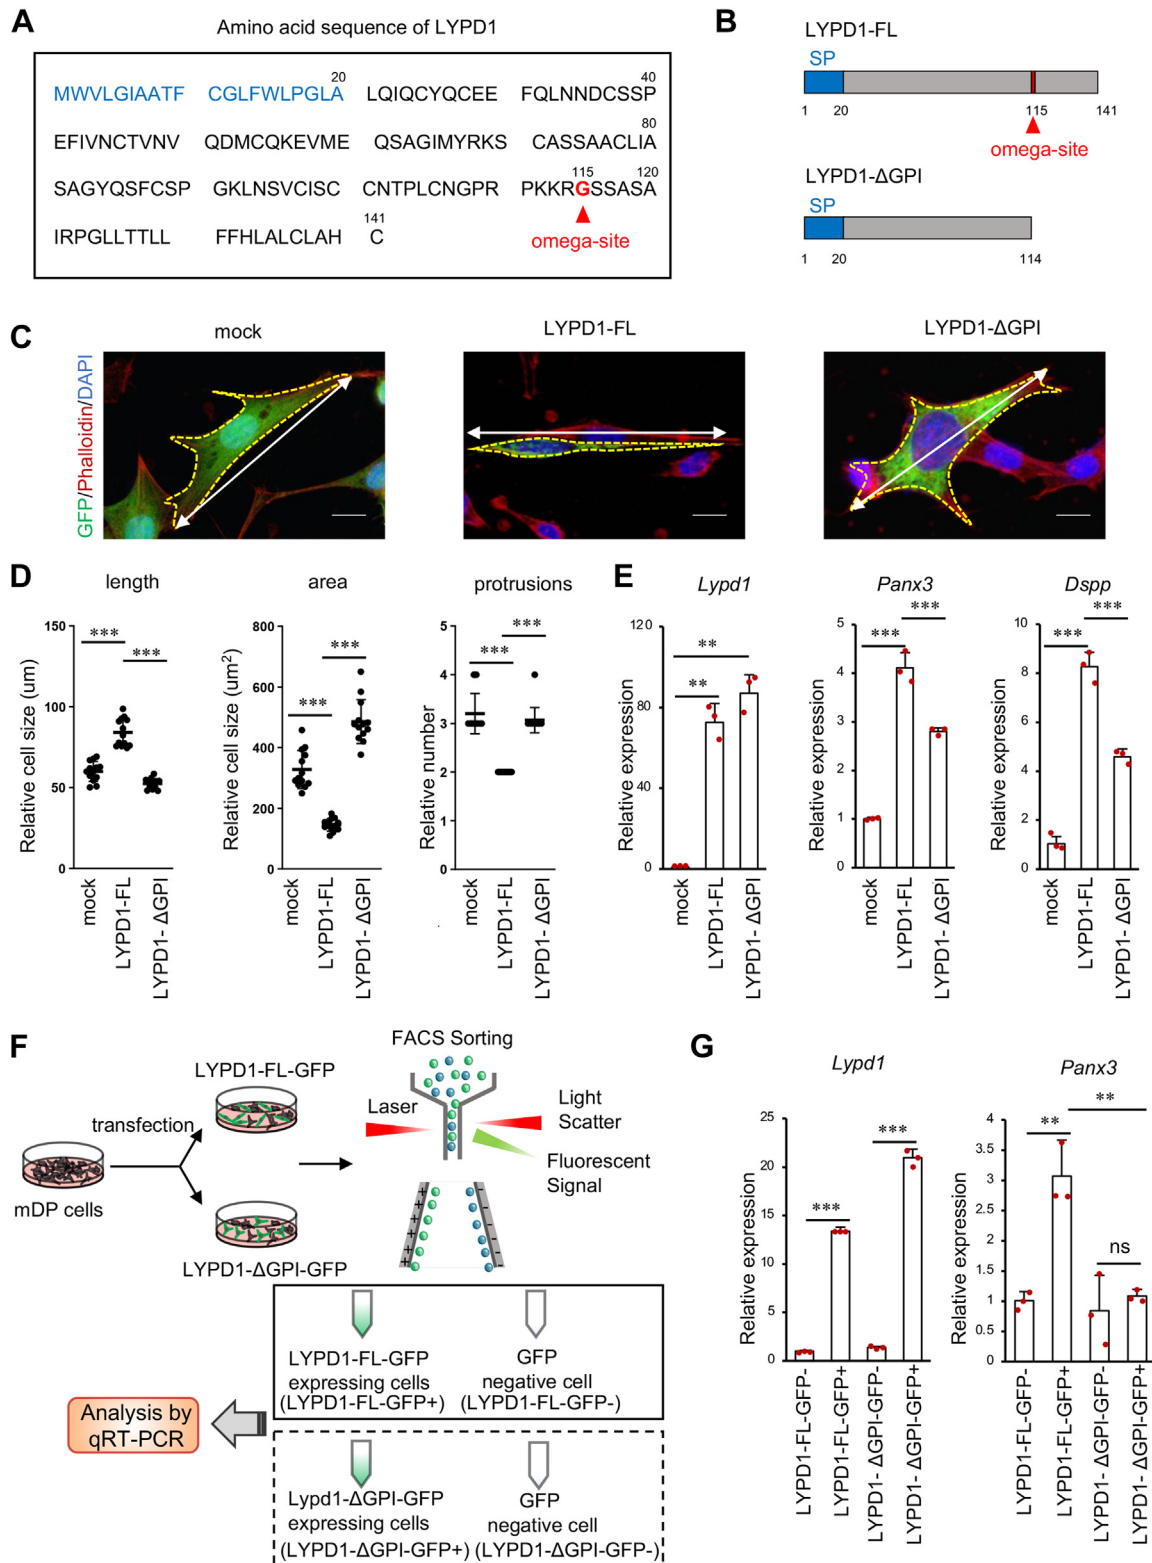 A
Amino acid sequence of LYPD1
20
40
MWVLGIAATF CGLFWLPGLA LQIQCYQCEE FQLNNDCSSP
80
EFIVNCTVNV QDMCQKEVME QSAGIMYRKS CASSAACLIA
115 120
SAGYQSFCSP GKLNSVCISC CNTPLCNGPR PKKRGSSASA
141
IRPGLLTTLL FFHLALCLAH C
omega-site
B
LYPD1-FL
SP
1 20 115 141
omega-site
LYPD1-ΔGPI
SP
1 20 114
C
mock
LYPD1-FL
LYPD1-ΔGPI
GFP/Phalloidin/DAPI
D
length
Relative cell size (um)
150
100
50
0
***
***
mock
LYPD1-FL
LYPD1- ΔGPI
area
Relative cell size (um²)
800
600
400
200
0
***
***
mock
LYPD1-FL
LYPD1- ΔGPI
protrusions
Relative number
5
4
3
2
1
0
***
***
mock
LYPD1-FL
LYPD1- ΔGPI
E
Lypd1
Relative expression
120
80
40
0
**
**
mock
LYPD1-FL
LYPD1- ΔGPI
Panx3
Relative expression
5
4
3
2
1
0
***
***
mock
LYPD1-FL
LYPD1- ΔGPI
Dspp
Relative expression
10
8
6
4
2
0
***
***
mock
LYPD1-FL
LYPD1- ΔGPI
F
FACS Sorting
LYPD1-FL-GFP
transfection
Laser
Light
Scatter
Fluorescent
Signal
mDP cells
LYPD1-ΔGPI-GFP
LYPD1-FL-GFP
expressing cells
(LYPD1-FL-GFP+)
GFP
negative cell
(LYPD1-FL-GFP-)
Analysis by
qRT-PCR
Lypd1-ΔGPI-GFP
expressing cells
(LYPD1-ΔGPI-GFP+)
GFP
negative cell
(LYPD1-ΔGPI-GFP-)
G
Lypd1
Relative expression
25
20
15
10
5
0
***
***
LYPD1-FL-GFP-
LYPD1-FL-GFP+
LYPD1- ΔGPI-GFP-
LYPD1- ΔGPI-GFP+
Panx3
Relative expression
4
3.5
3
2.5
2
1.5
1
0.5
0
**
**
ns
LYPD1-FL-GFP-
LYPD1-FL-GFP+
LYPD1- ΔGPI-GFP-
LYPD1- ΔGPI-GFP+